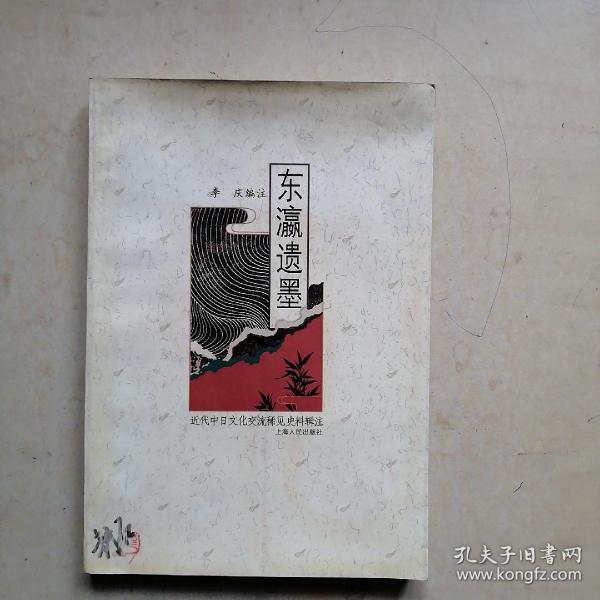 东瀛遗墨
李 庆编注
近代中日文化交流稀见史料辑注
上海人民出版社
孔夫子旧书网
www.kongfz.com